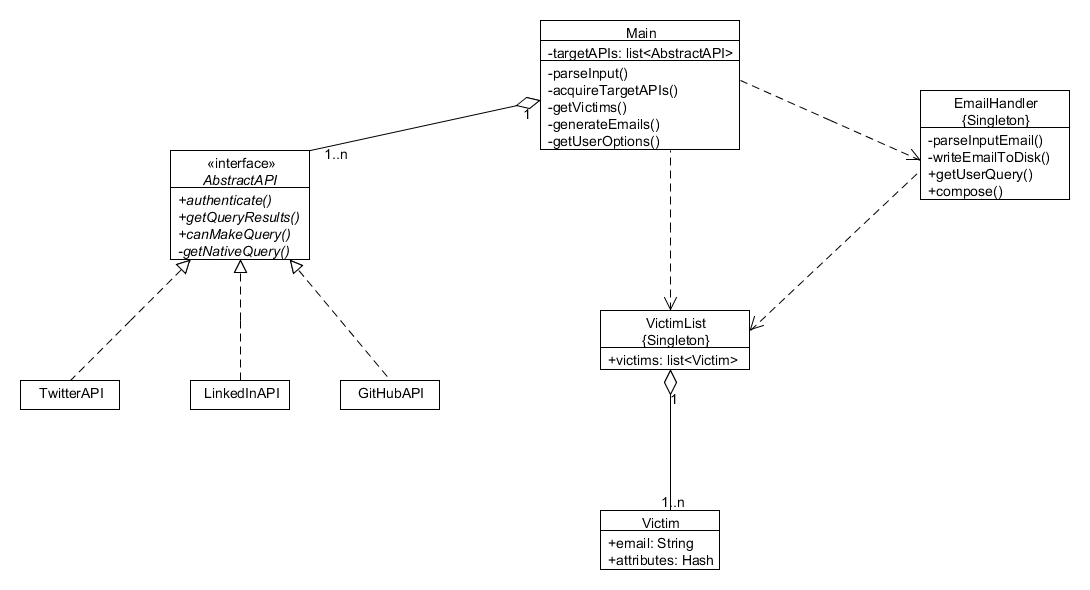 Main
-targetAPIs: list<AbstractAPI>
-parseInput()
-acquireTargetAPIs()
-getVictims()
-generateEmails()
-getUserOptions()
1
1..n
EmailHandler
{Singleton}
-parseInputEmail()
-writeEmailToDisk()
+getUserQuery()
+compose()
«interface»
AbstractAPI
+authenticate()
+getQueryResults()
+canMakeQuery()
-getNativeQuery()
VictimList
{Singleton}
+victims: list<Victim>
TwitterAPI
LinkedInAPI
GitHubAPI
1
1..n
Victim
+email: String
+attributes: Hash